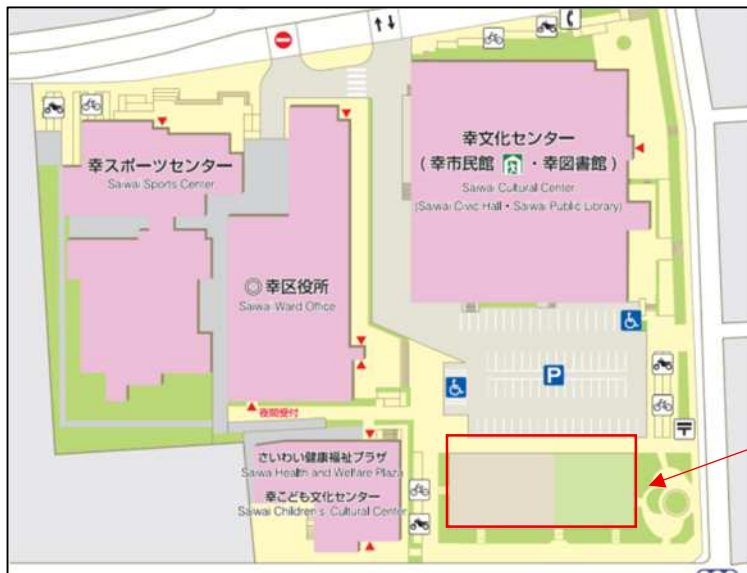 幸スポーツセンター
Saiwai Sports Center
幸文化センター
(幸市民館・幸図書館)
Saiwai Cultural Center
(Saiwai Civic Hall・Saiwai Public Library)
◎幸区役所
Saiwai Ward Office
P
夜間受付
〒
さいわい健康福祉プラザ
Saiwa Health and Welfare Plaza
幸こども文化センター
Saiwai Children's Cultural Center